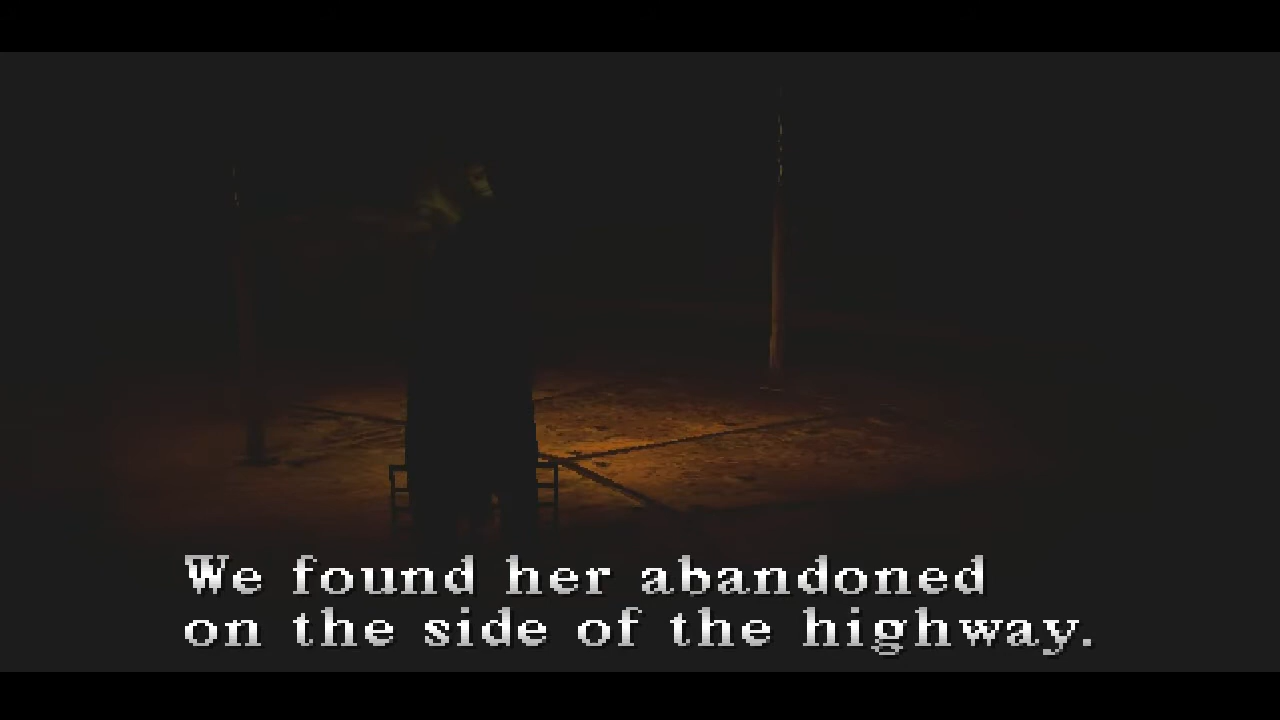 We found her abandoned
on the side of the highway.